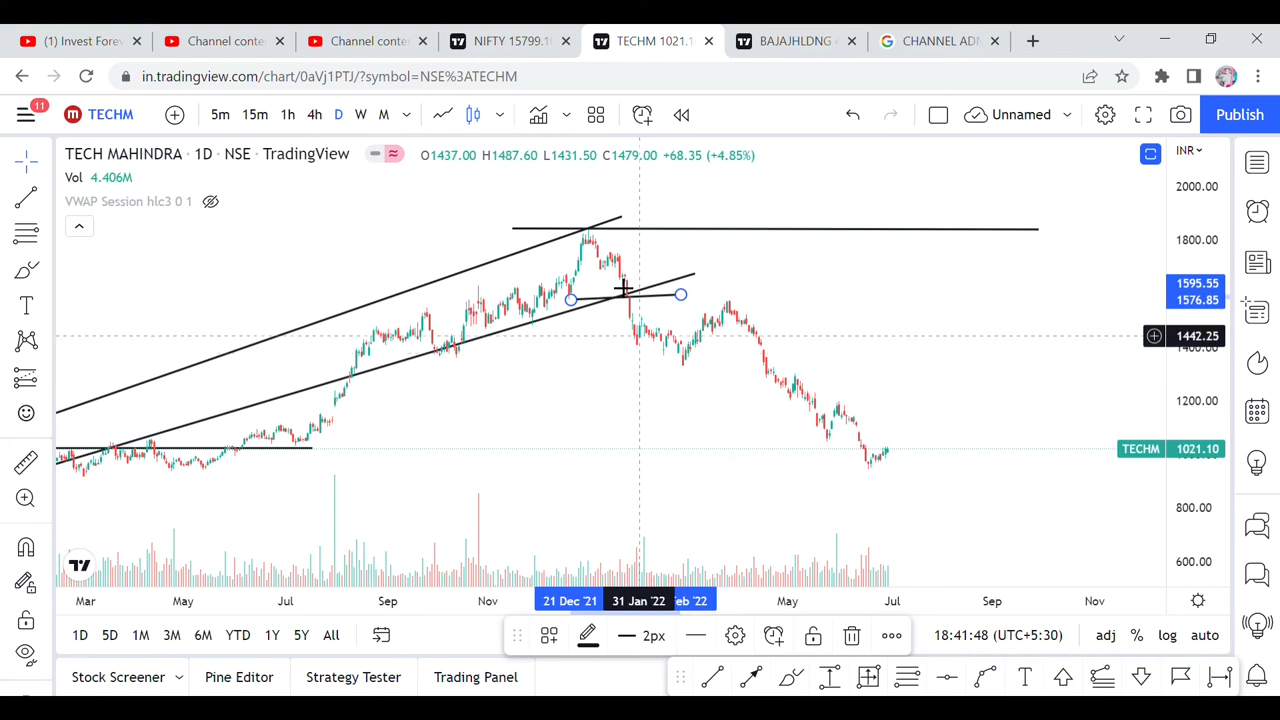 (1) Invest Forev
Channel conte
Channel conte
NIFTY 15799.1
TECHM 1021.1
BAJAJHLDNG
CHANNEL ADN
in.tradingview.com/chart/0aVj1PTJ/?symbol=NSE%3ATECHM
11
TECHM
5m 15m 1h 4h D W M
Unnamed
Publish
TECH MAHINDRA · 1D · NSE · TradingView
O1437.00 H1487.60 L1431.50 C1479.00 +68.35 (+4.85%)
INR
Vol 4.406M
VWAP Session hlc3 0 1
2000.00
1800.00
1595.55
1576.85
1442.25
1200.00
TECHM 1021.10
800.00
600.00
Mar May Jul Sep Nov 21 Dec '21 31 Jan '22 Feb '22 May Jul Sep Nov
1D 5D 1M 3M 6M YTD 1Y 5Y All
2px
18:41:48 (UTC+5:30) adj % log auto
Stock Screener Pine Editor Strategy Tester Trading Panel